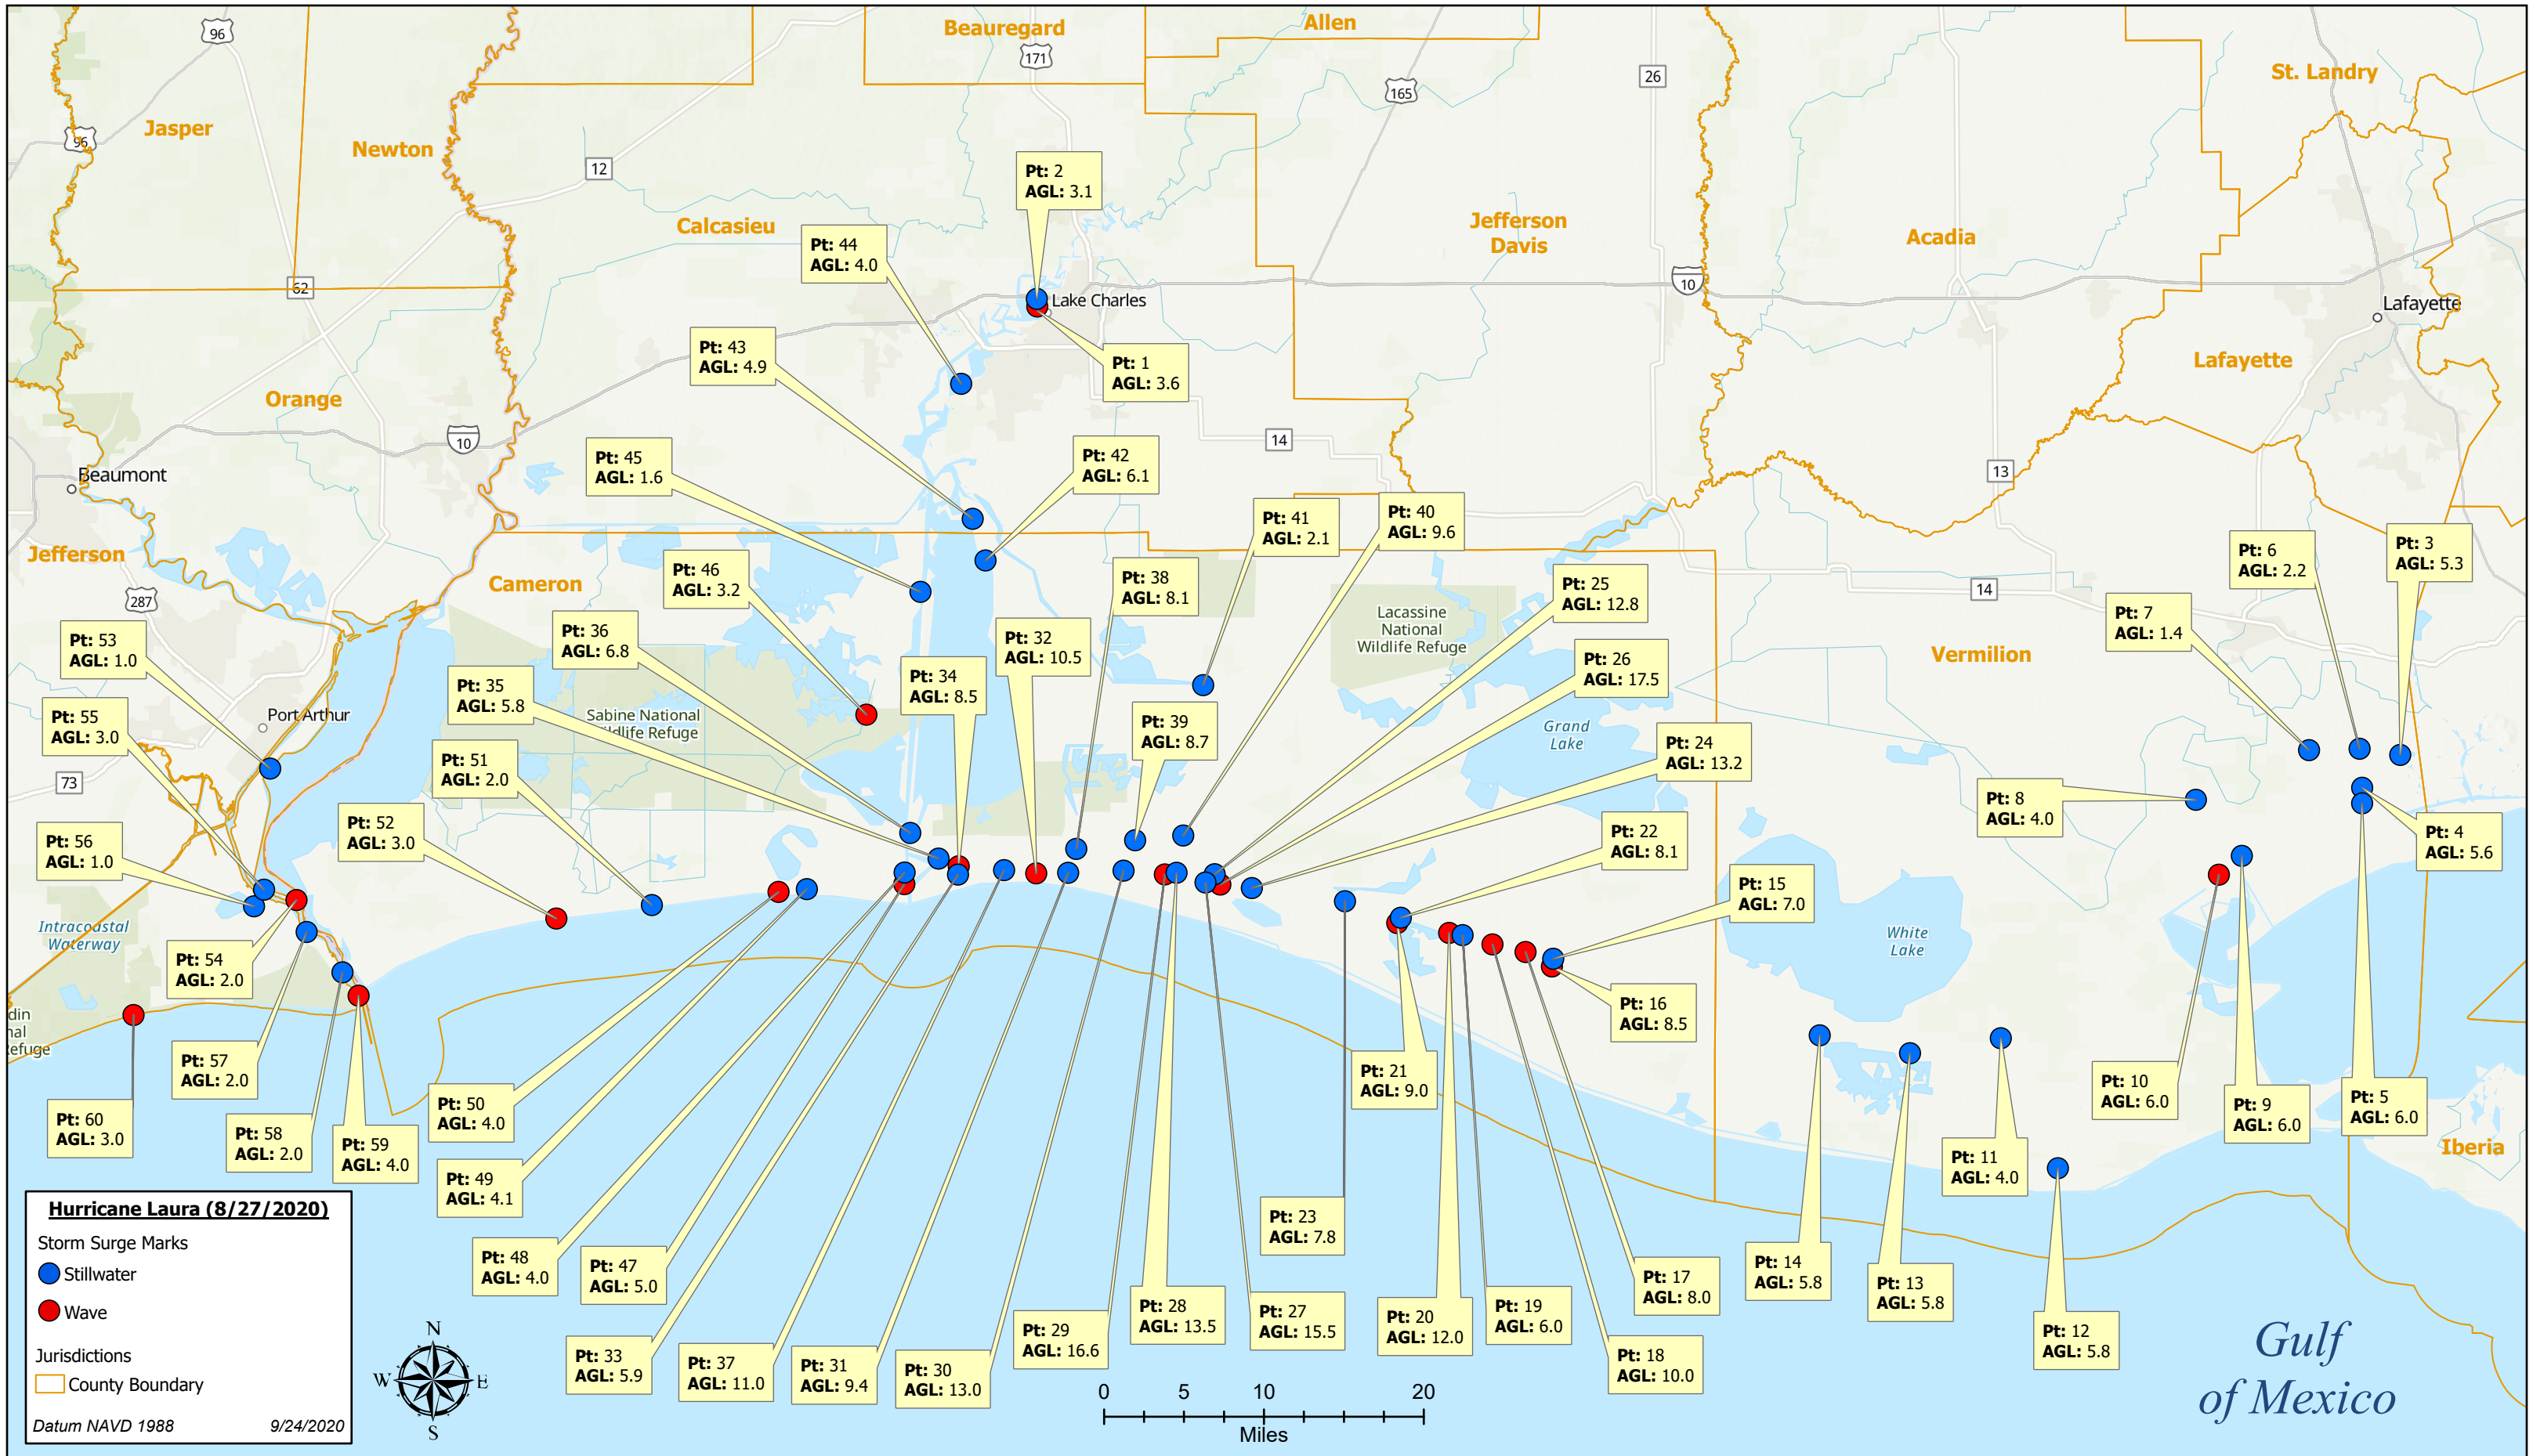 96
Beauregard
171
Allen
26
St. Landry
165
Jasper
96
Newton
12
Pt: 2
AGL: 3.1
Calcasieu
Jefferson
Davis
Acadia
Pt: 44
AGL: 4.0
62
10
Lake Charles
Lafayette
Pt: 43
AGL: 4.9
Pt: 1
AGL: 3.6
Lafayette
Orange
10
14
13
Beaumont
Pt: 45
AGL: 1.6
Pt: 42
AGL: 6.1
Pt: 41
AGL: 2.1
Pt: 40
AGL: 9.6
Jefferson
Cameron
Pt: 46
AGL: 3.2
Pt: 38
AGL: 8.1
Pt: 25
AGL: 12.8
Pt: 6
AGL: 2.2
Pt: 3
AGL: 5.3
287
14
Lacassine
National
Wildlife Refuge
Pt: 7
AGL: 1.4
Pt: 53
AGL: 1.0
Pt: 36
AGL: 6.8
Pt: 32
AGL: 10.5
Pt: 26
AGL: 17.5
Vermilion
Pt: 35
AGL: 5.8
Pt: 34
AGL: 8.5
Pt: 55
AGL: 3.0
Port Arthur
Sabine National
ildlife Refuge
Pt: 39
AGL: 8.7
Grand
Lake
Pt: 24
AGL: 13.2
Pt: 51
AGL: 2.0
73
Pt: 8
AGL: 4.0
Pt: 52
AGL: 3.0
Pt: 56
AGL: 1.0
Pt: 22
AGL: 8.1
Pt: 4
AGL: 5.6
Pt: 15
AGL: 7.0
Intracoastal
Waterway
White
Lake
Pt: 54
AGL: 2.0
Pt: 16
AGL: 8.5
din
nal
efuge
Pt: 57
AGL: 2.0
Pt: 21
AGL: 9.0
Pt: 10
AGL: 6.0
Pt: 5
AGL: 6.0
Pt: 50
AGL: 4.0
Pt: 9
AGL: 6.0
Pt: 60
AGL: 3.0
Pt: 58
AGL: 2.0
Pt: 59
AGL: 4.0
Iberia
Pt: 11
AGL: 4.0
Pt: 49
AGL: 4.1
Pt: 23
AGL: 7.8
Pt: 48
AGL: 4.0
Pt: 47
AGL: 5.0
Pt: 14
AGL: 5.8
Pt: 17
AGL: 8.0
Pt: 13
AGL: 5.8
Pt: 28
AGL: 13.5
Pt: 27
AGL: 15.5
Pt: 20
AGL: 12.0
Pt: 19
AGL: 6.0
Pt: 29
AGL: 16.6
Pt: 12
AGL: 5.8
Pt: 33
AGL: 5.9
Pt: 37
AGL: 11.0
Pt: 31
AGL: 9.4
Pt: 30
AGL: 13.0
Pt: 18
AGL: 10.0
Gulf
of Mexico
Hurricane Laura (8/27/2020)
Storm Surge Marks
Stillwater
Wave
Jurisdictions
County Boundary
Datum NAVD 1988 9/24/2020
N
W E
S
0 5 10 20
Miles